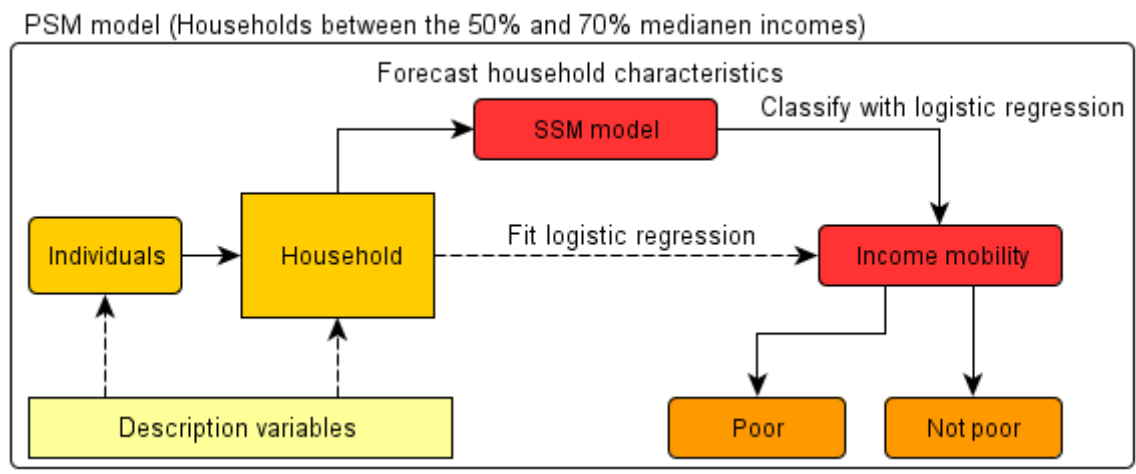 PSM model (Households between the 50% and 70% medianen incomes)
Forecast household characteristics
Classify with logistic regression
SSM model
Fit logistic regression
Individuals
Household
Income mobility
Description variables
Poor
Not poor